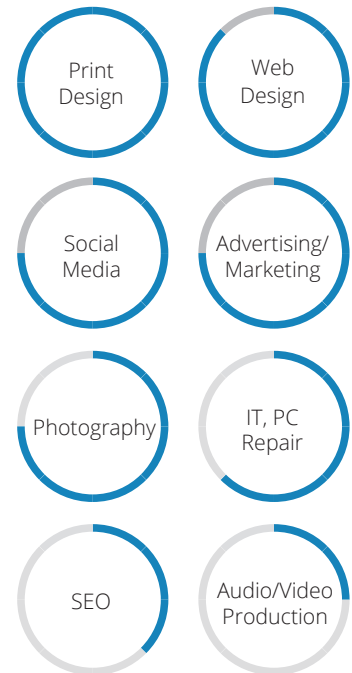 Print
Design
Web
Design
Social
Media
Advertising/
Marketing
Photography
IT, PC
Repair
SEO
Audio/Video
Production